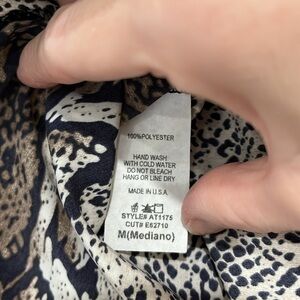 100%POLYESTER
HAND WASH
WITH COLD WATER
DO NOT BLEACH
HANG OR LINE DRY
MADE IN U.S.A
STYLE# AT1175
CUT# E62710
M(Mediano)